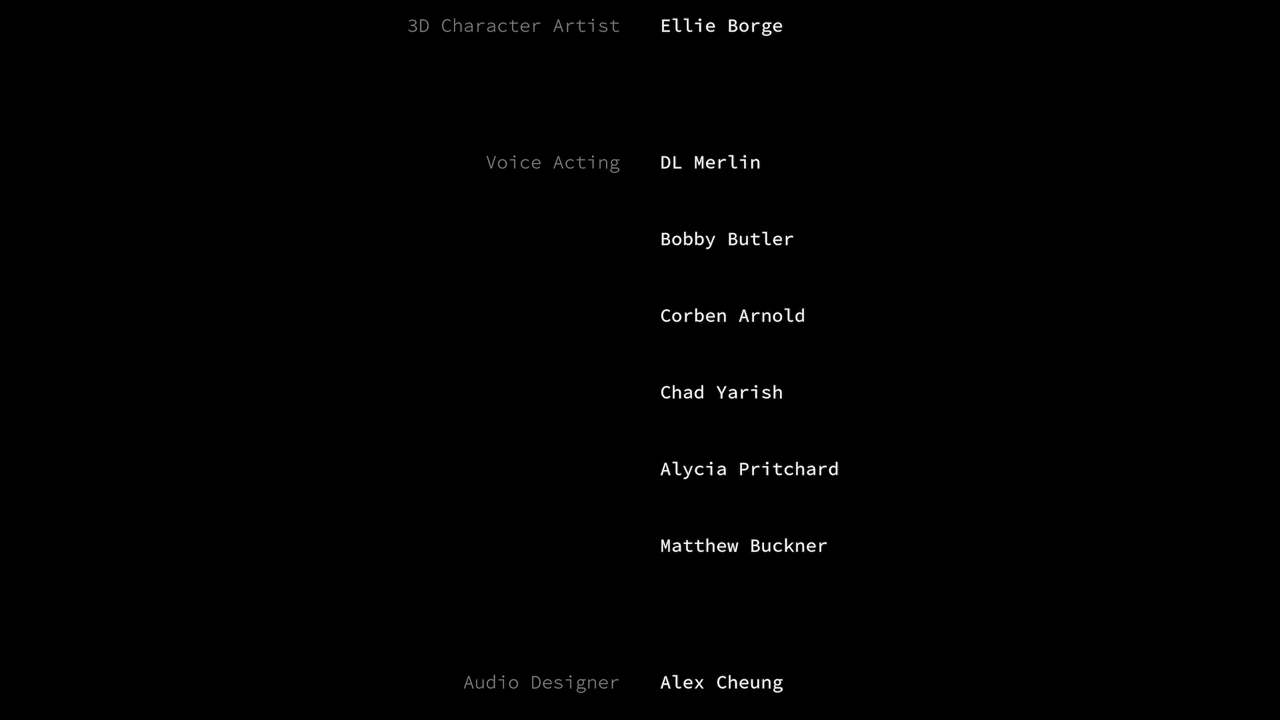 3D Character Artist Ellie Borge
Voice Acting DL Merlin
Bobby Butler
Corben Arnold
Chad Yarish
Alycia Pritchard
Matthew Buckner
Audio Designer Alex Cheung